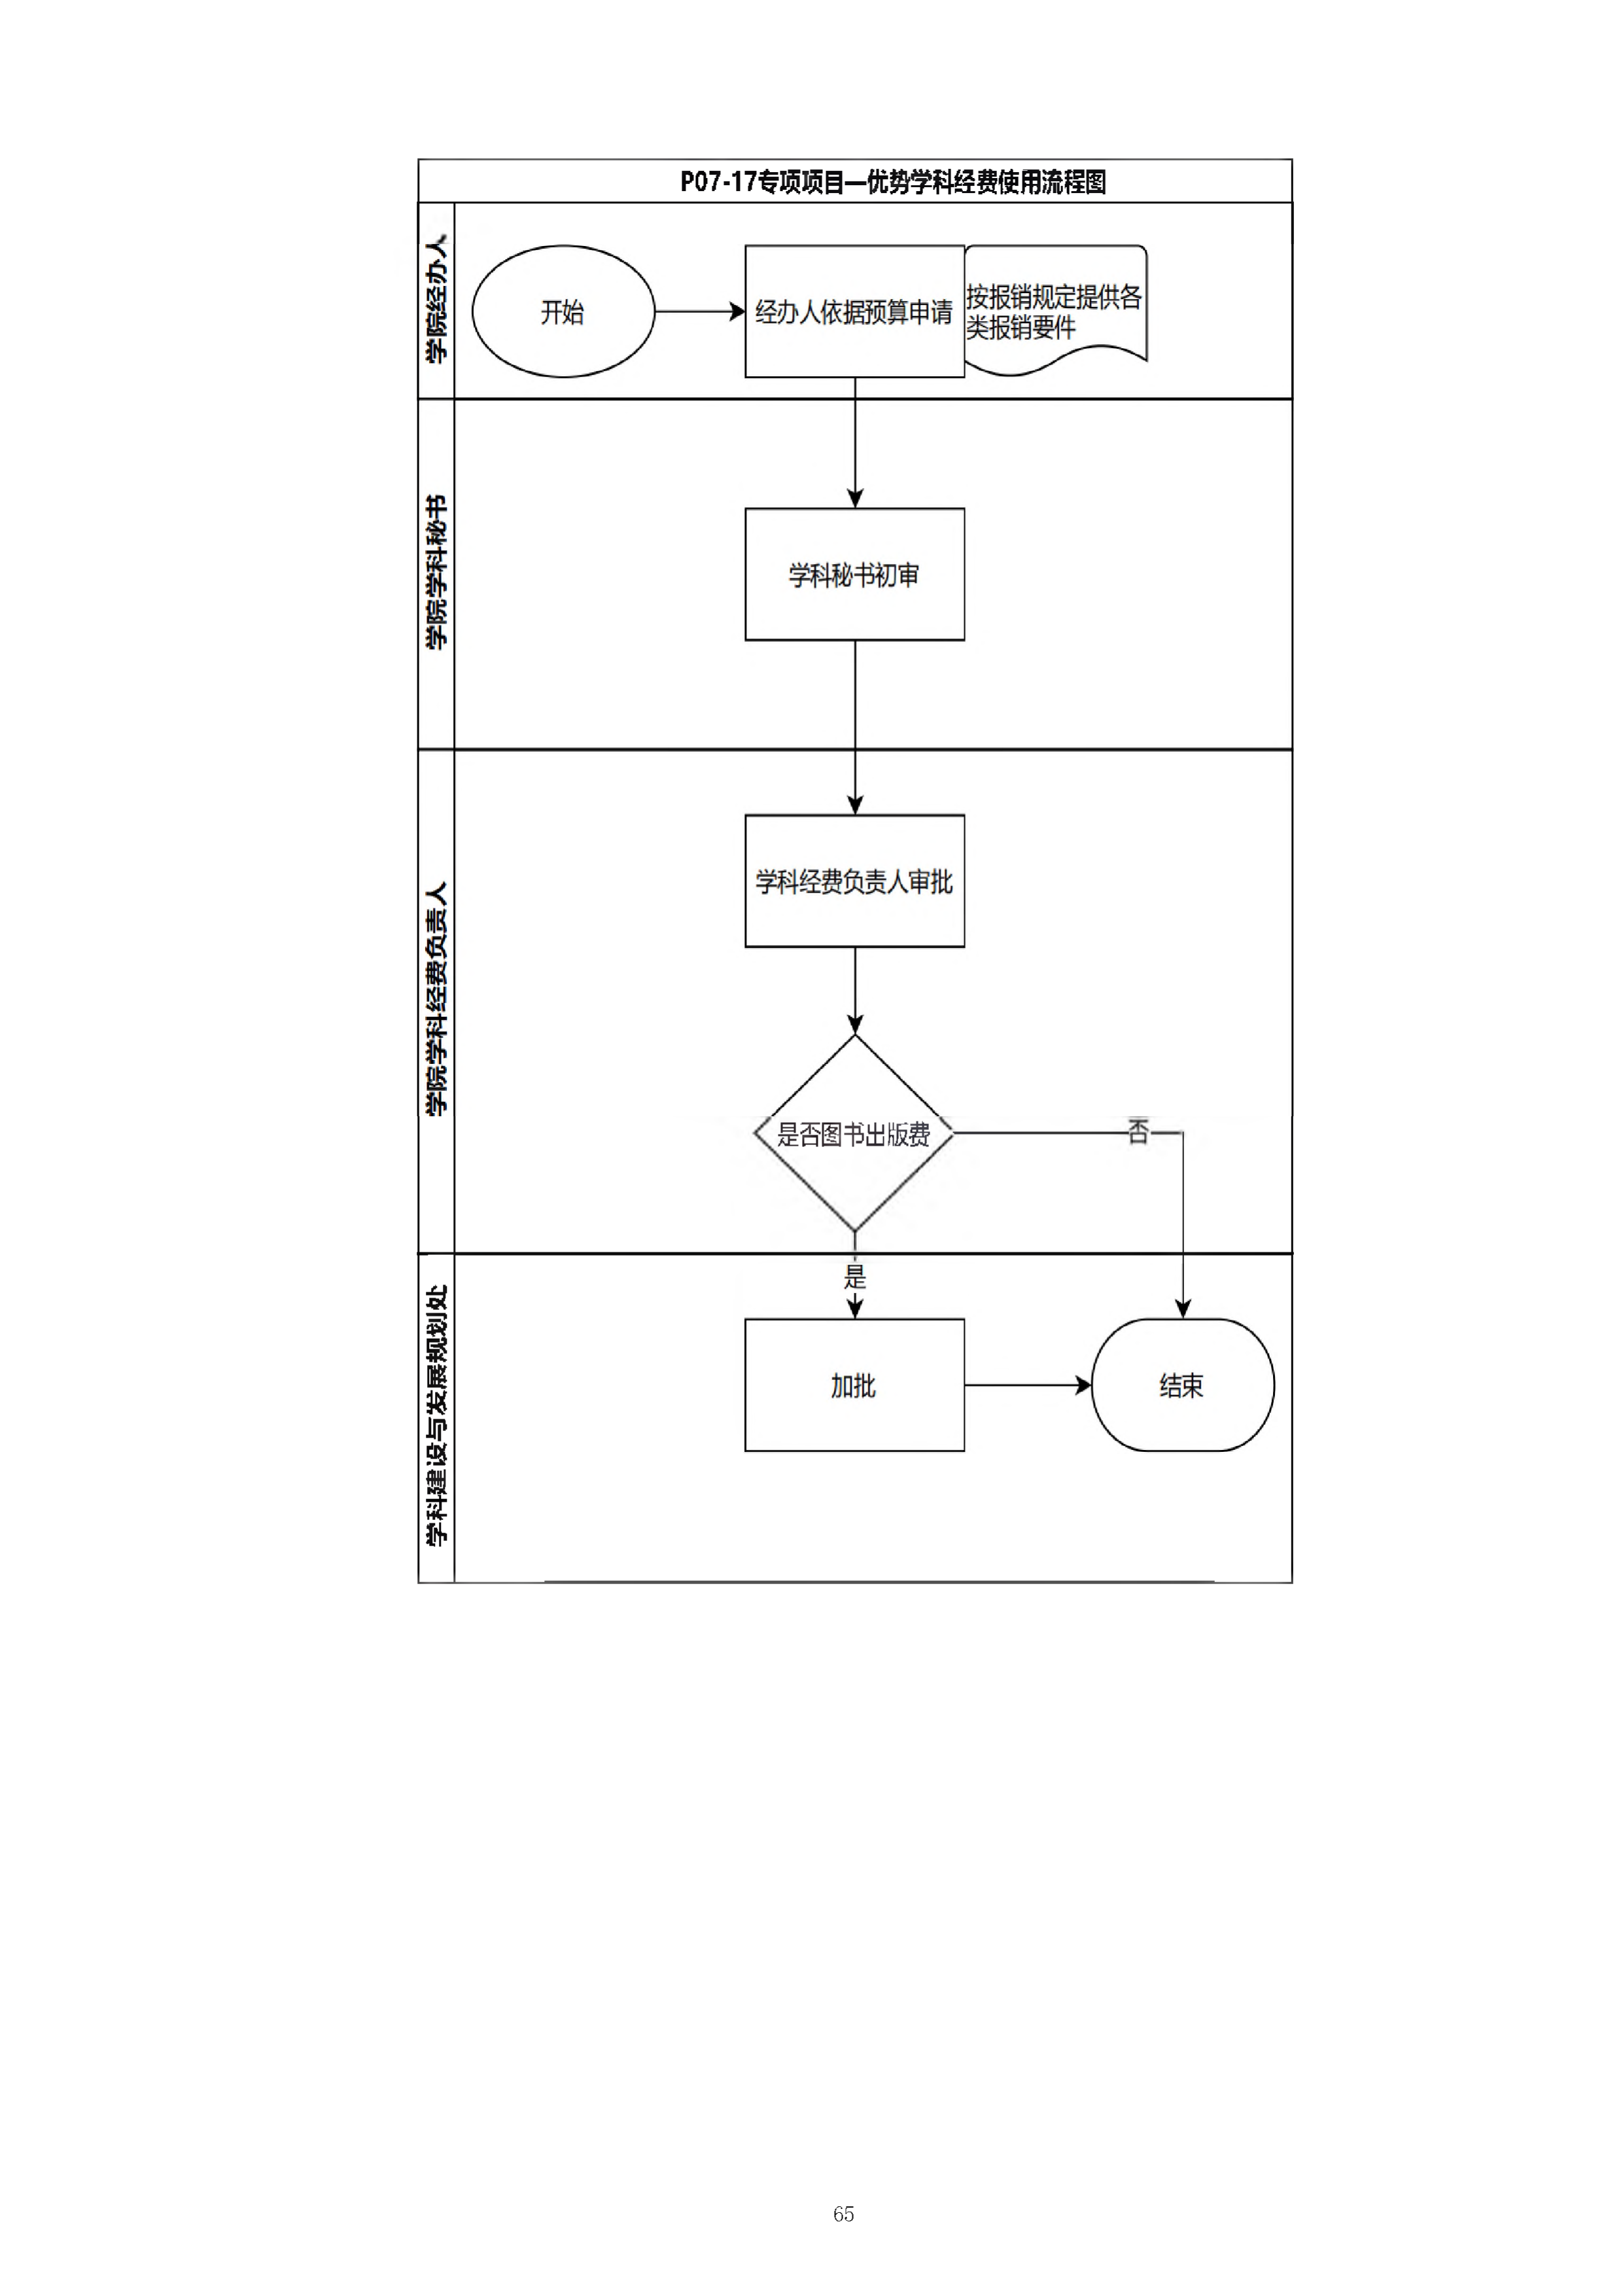 P07-17专项项目—优势学科经费使用流程图
学院经办人
开始
经办人依据预算申请
按报销规定提供各
类报销要件
学院学科秘书
学科秘书初审
学院学科经费负责人
学科经费负责人审批
是否图书出版费
否
是
学科建设与发展规划处
加批
结束
65